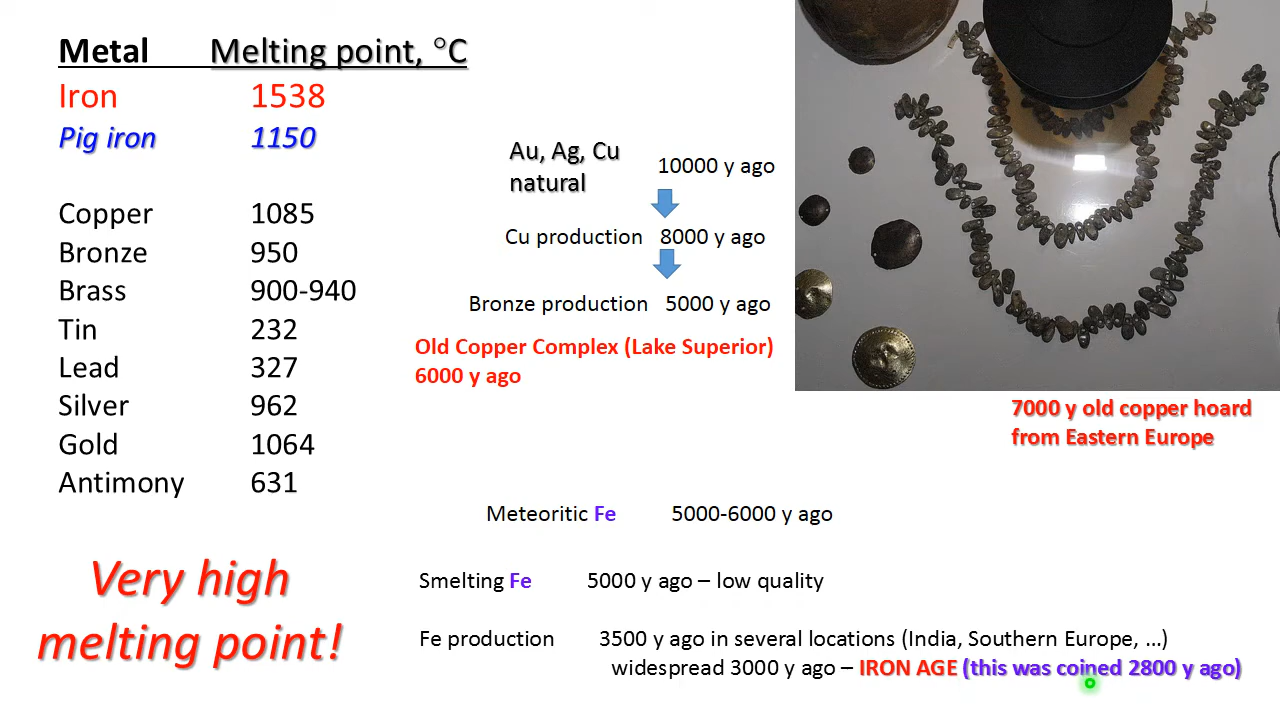 Metal Melting point, °C
Iron 1538
Pig iron 1150
Copper 1085
Bronze 950
Brass 900-940
Tin 232
Lead 327
Silver 962
Gold 1064
Antimony 631
Very high
melting point!
Au, Ag, Cu
natural 10000 y ago
Cu production 8000 y ago
Bronze production 5000 y ago
Old Copper Complex (Lake Superior)
6000 y ago
7000 y old copper hoard
from Eastern Europe
Meteoritic Fe 5000-6000 y ago
Smelting Fe 5000 y ago – low quality
Fe production 3500 y ago in several locations (India, Southern Europe, ...)
widespread 3000 y ago – IRON AGE (this was coined 2800 y ago)